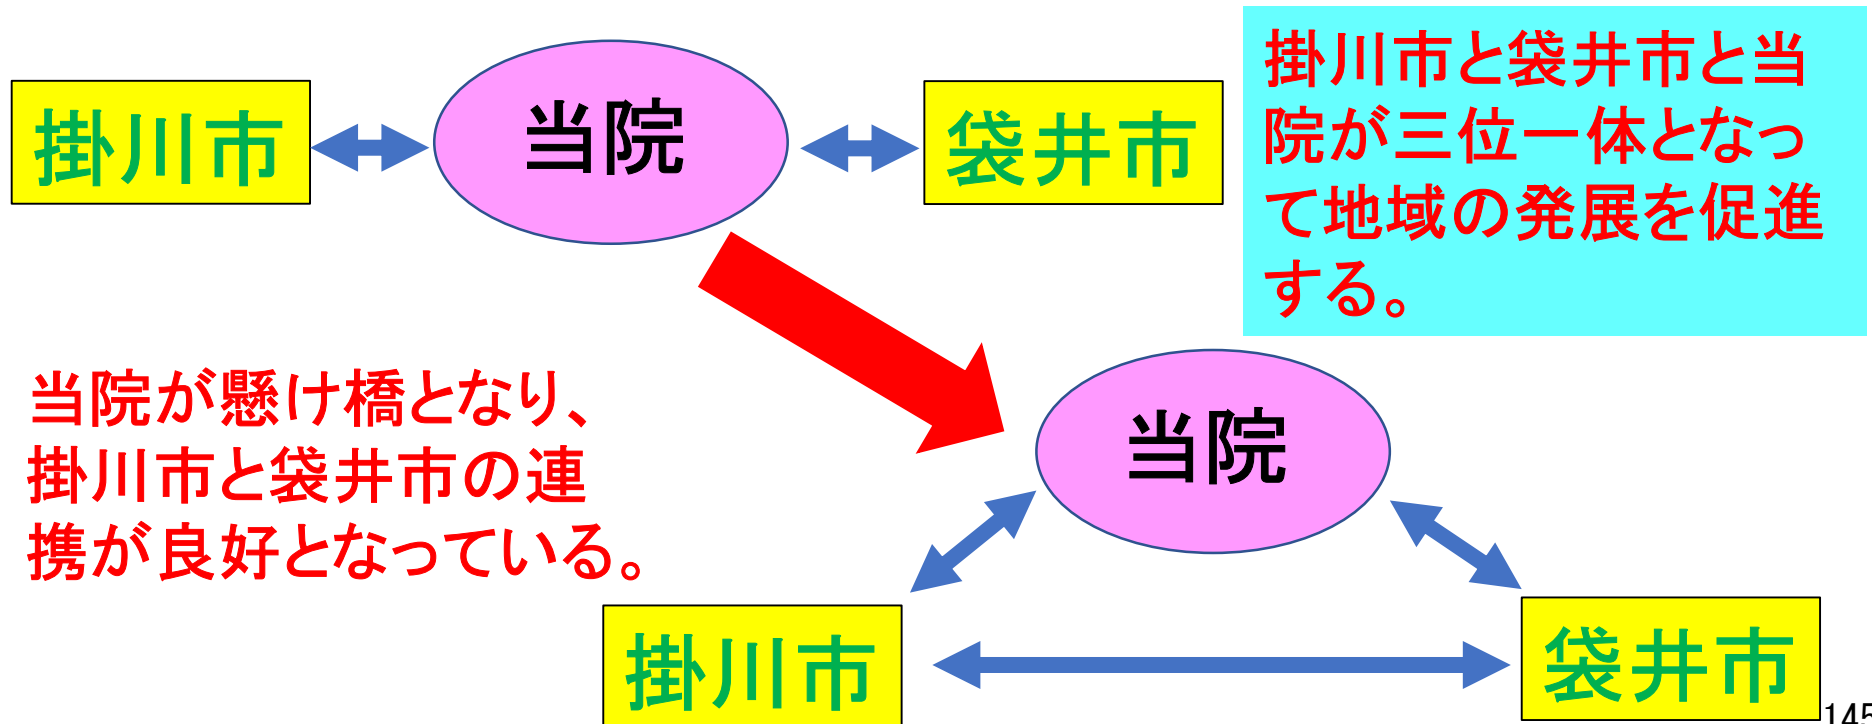 掛川市
当院
袋井市
掛川市と袋井市と当
院が三位一体となっ
て地域の発展を促進
する。
当院が懸け橋となり、
掛川市と袋井市の連
携が良好となっている。
当院
掛川市
袋井市
145